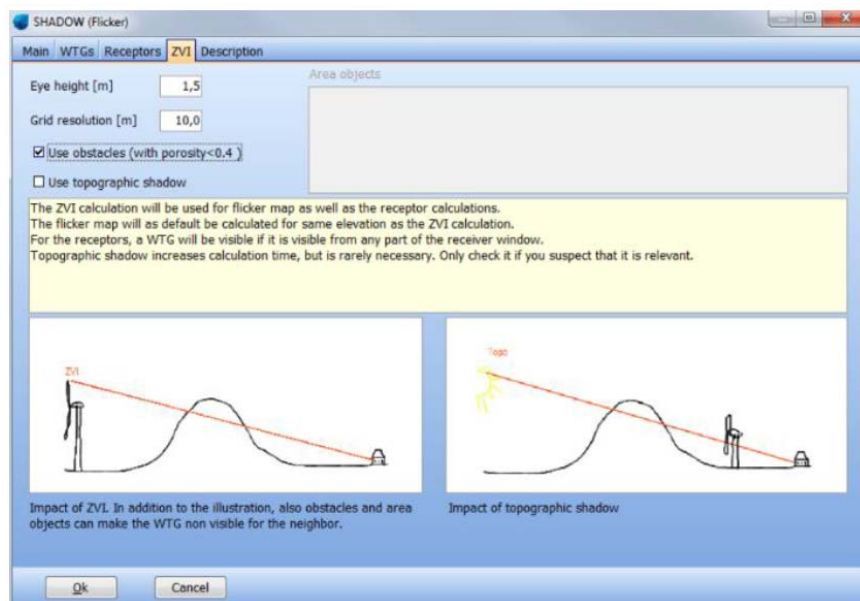 SHADOW (Flicker)
Main WTGs Receptors ZVI Description
Eye height [m] 1,5
Grid resolution [m] 10,0
Use obstacles (with porosity<0.4 )
Use topographic shadow
Area objects
The ZVI calculation will be used for flicker map as well as the receptor calculations.
The flicker map will as default be calculated for same elevation as the ZVI calculation.
For the receptors, a WTG will be visible if it is visible from any part of the receiver window.
Topographic shadow increases calculation time, but is rarely necessary. Only check it if you suspect that it is relevant.
ZVI
Impact of ZVI. In addition to the illustration, also obstacles and area
objects can make the WTG non visible for the neighbor.
Topo
Impact of topographic shadow
Ok Cancel